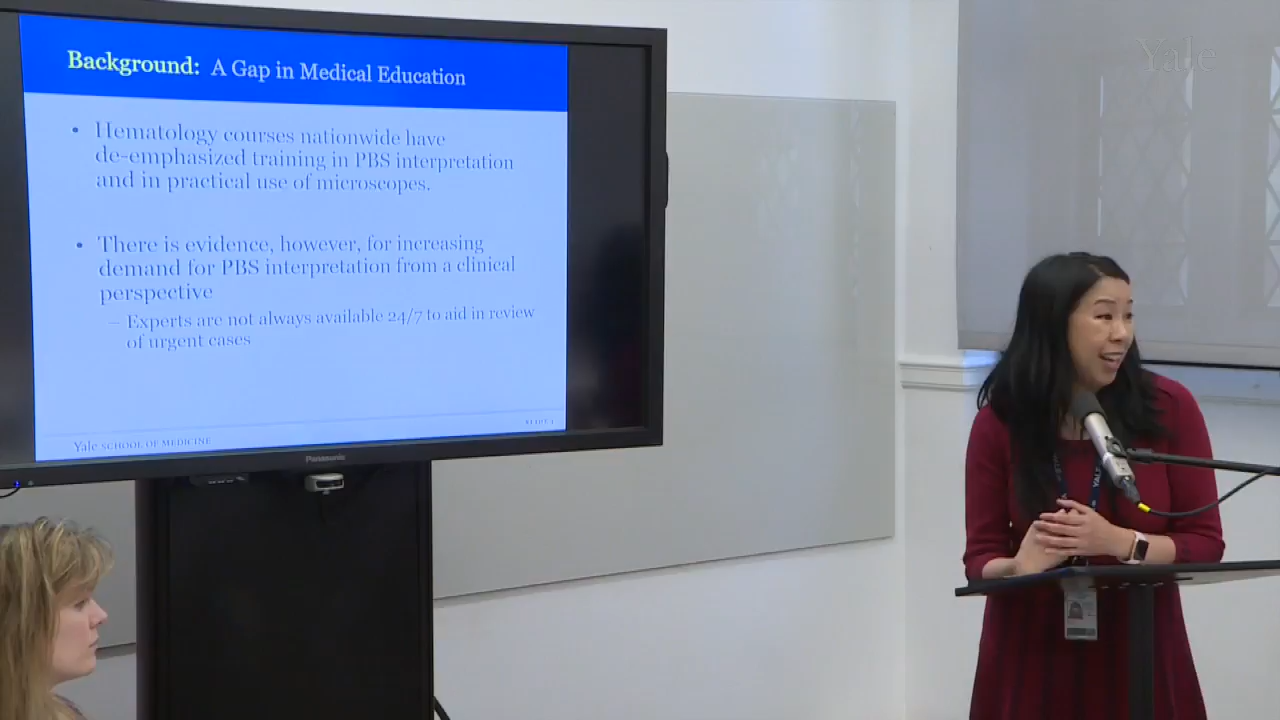 Background: A Gap in Medical Education
• Hematology courses nationwide have
de-emphasized training in PBS interpretation
and in practical use of microscopes.
• There is evidence, however, for increasing
demand for PBS interpretation from a clinical
perspective
– Experts are not always available 24/7 to aid in review
of urgent cases
Yale SCHOOL OF MEDICINE
Panasonic
Yale
YALE